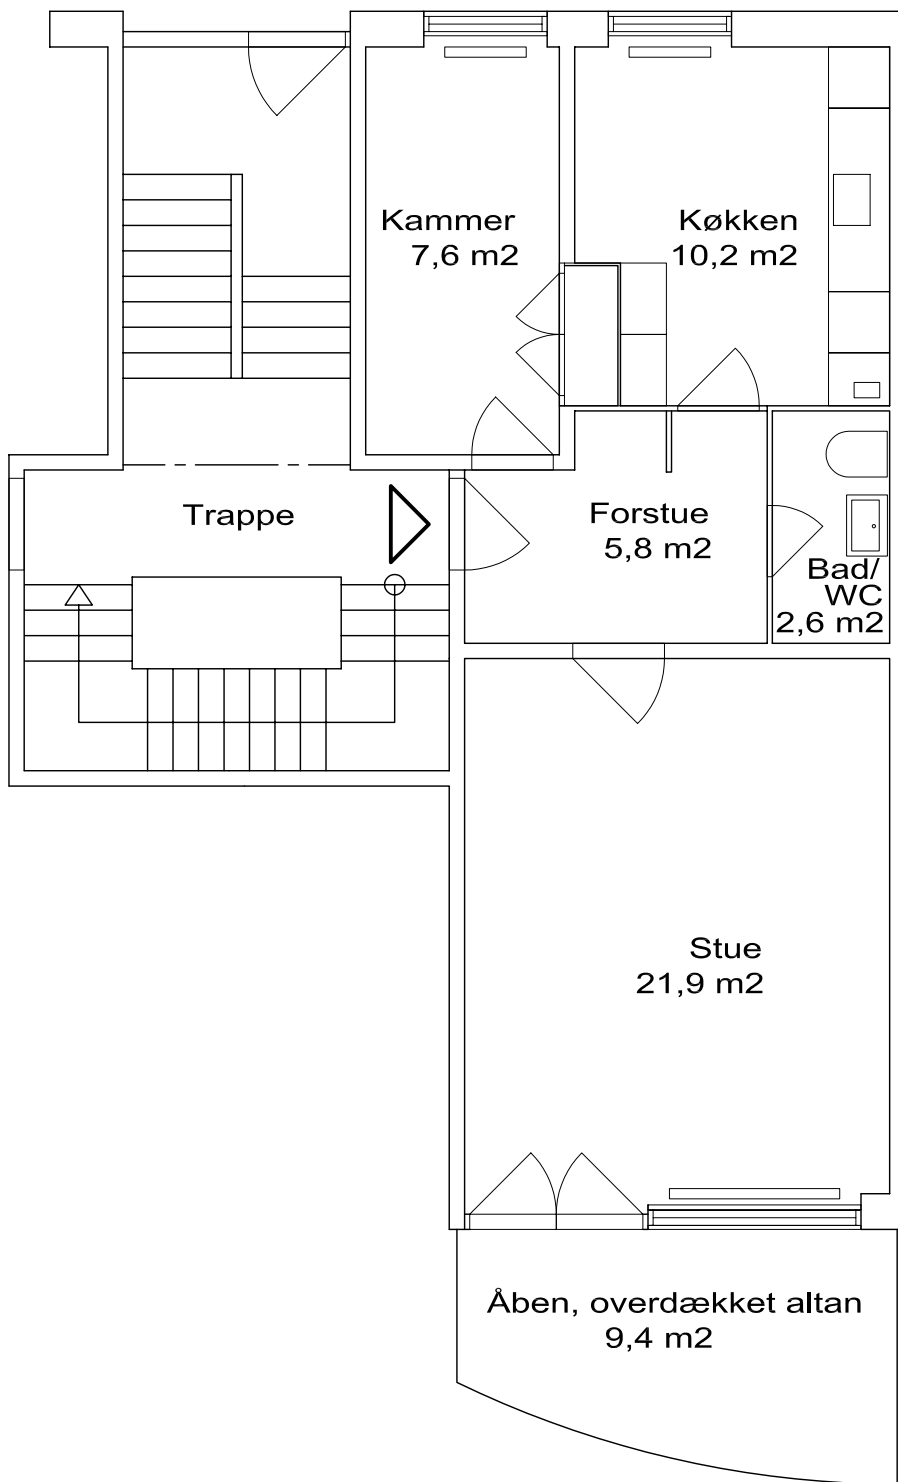 Kammer
7,6 m2
Køkken
10,2 m2
Trappe
Forstue
5,8 m2
Bad/
WC
2,6 m2
Stue
21,9 m2
Åben, overdækket altan
9,4 m2